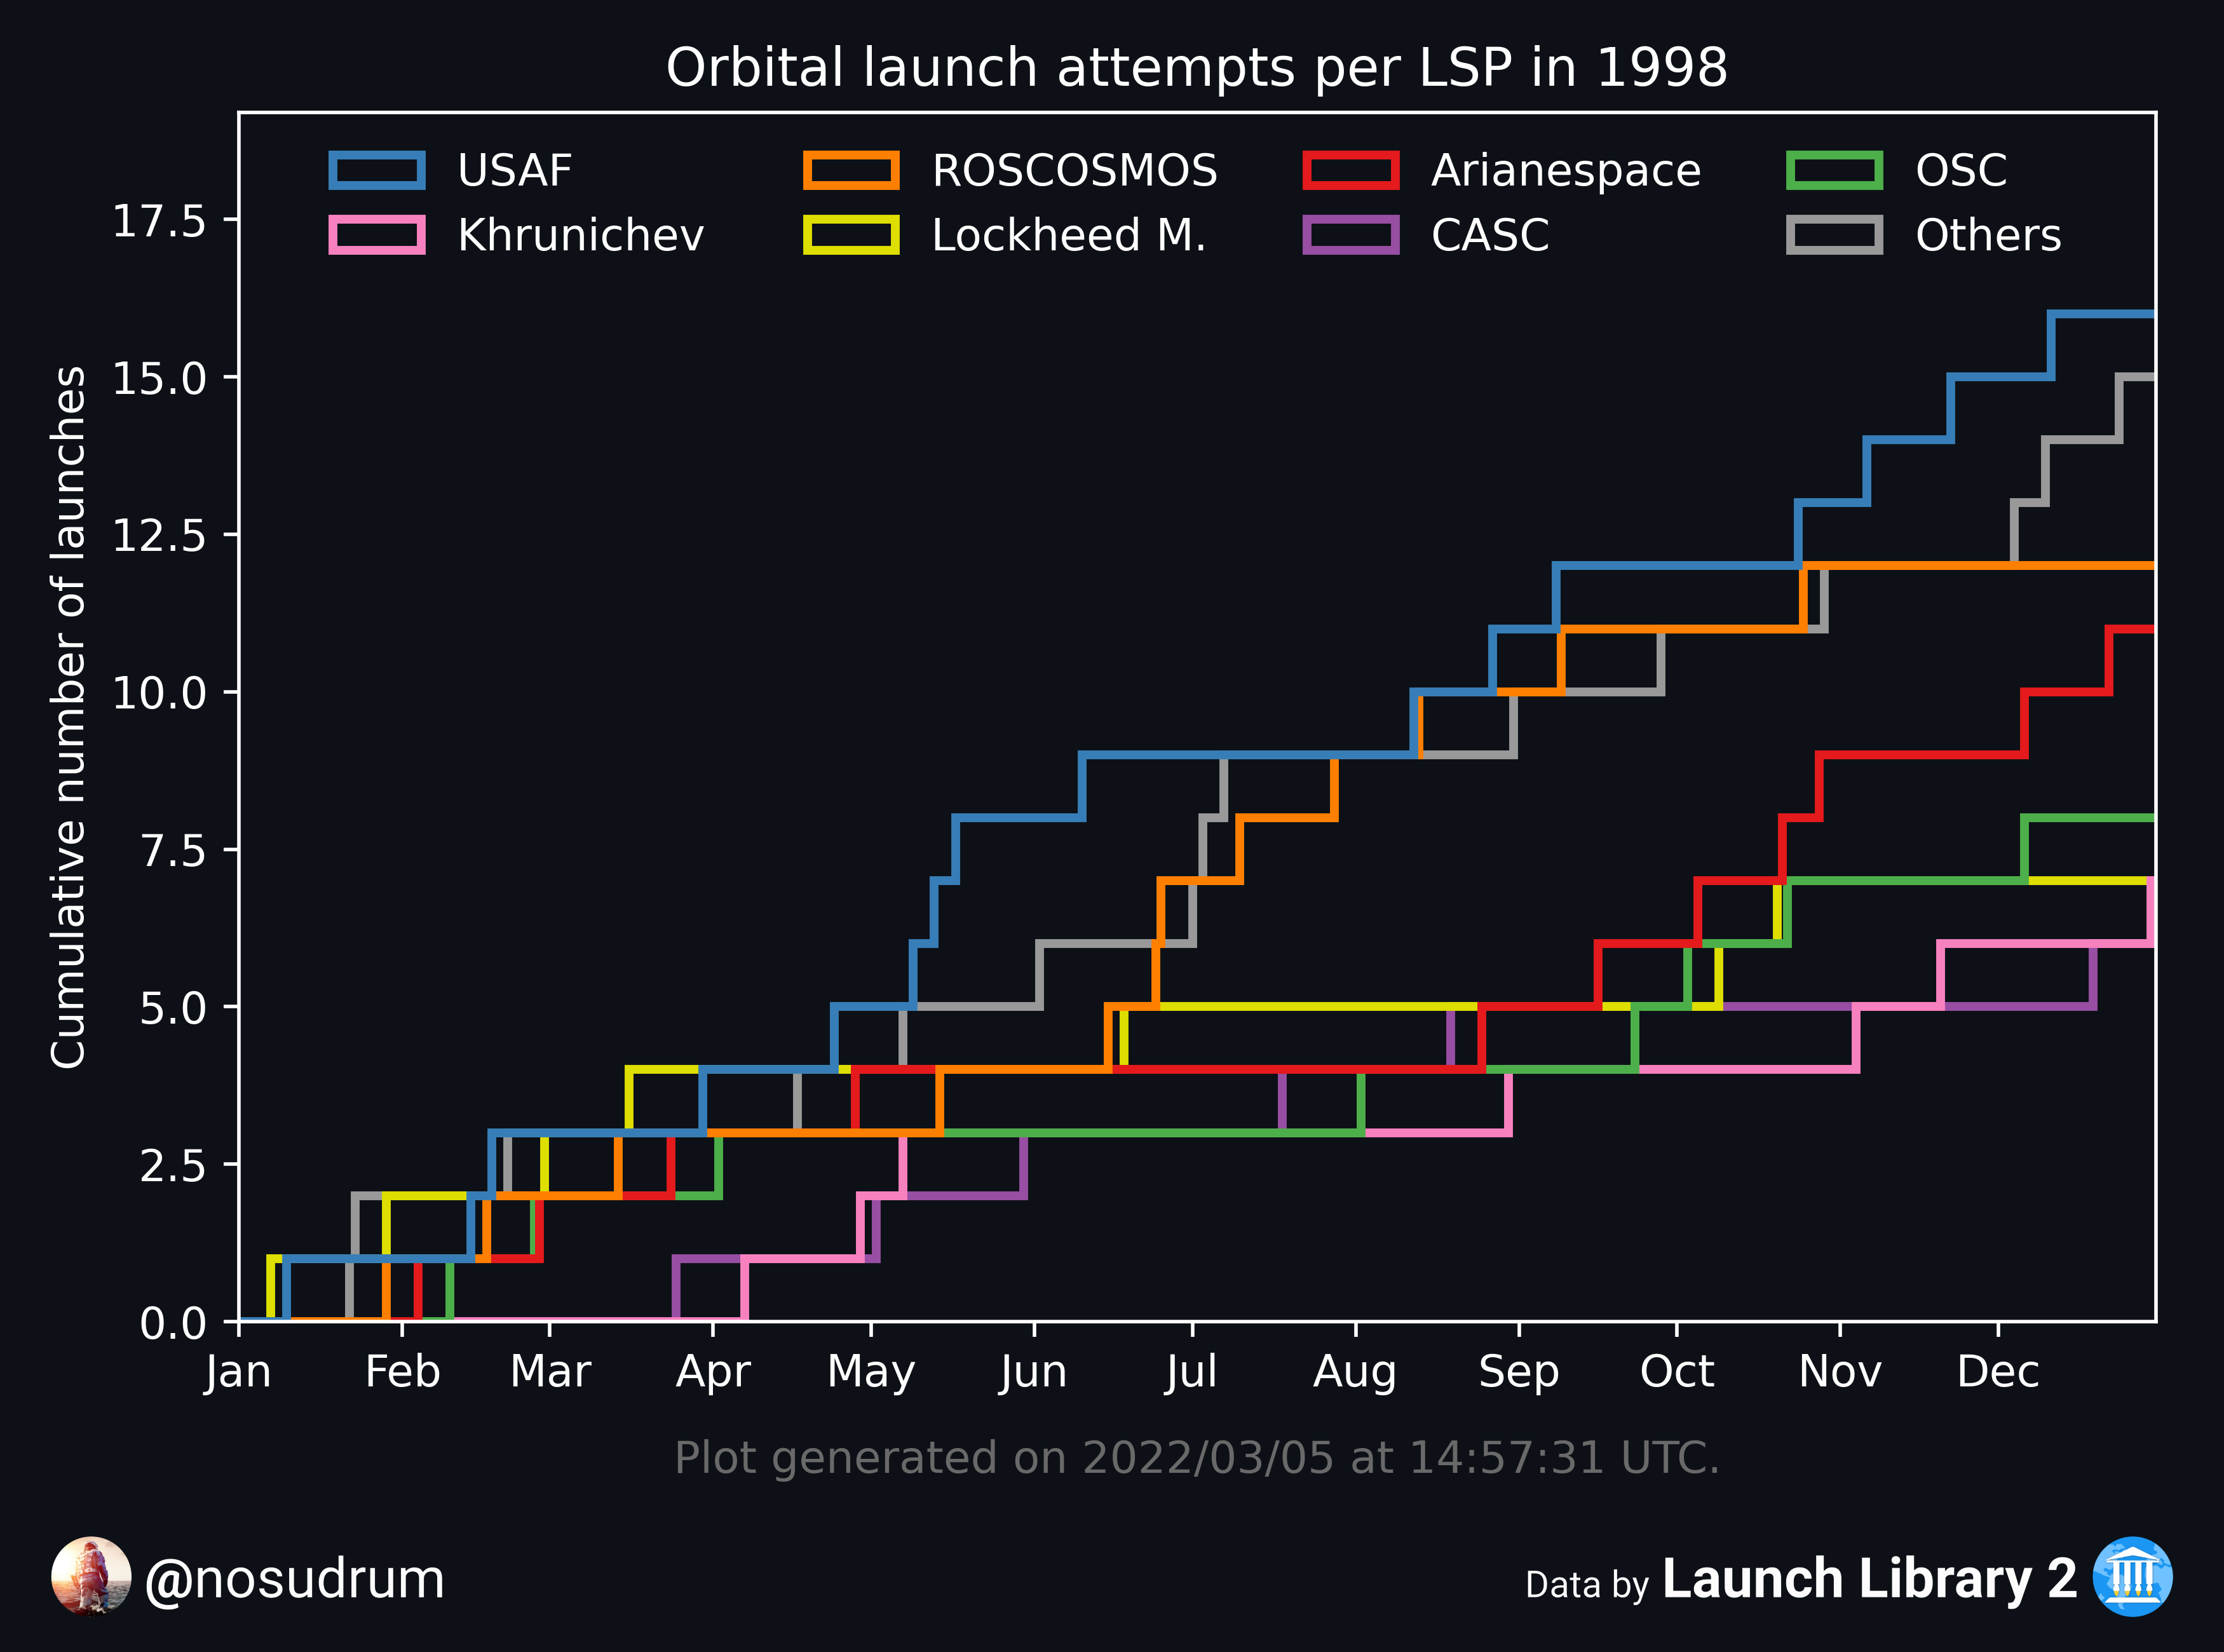 Orbital launch attempts per LSP in 1998
USAF ROSCOSMOS Arianespace OSC
Khrunichev Lockheed M. CASC Others
Cumulative number of launches
17.5
15.0
12.5
10.0
7.5
5.0
2.5
0.0
Jan Feb Mar Apr May Jun Jul Aug Sep Oct Nov Dec
Plot generated on 2022/03/05 at 14:57:31 UTC.
@nosudrum
Data by Launch Library 2